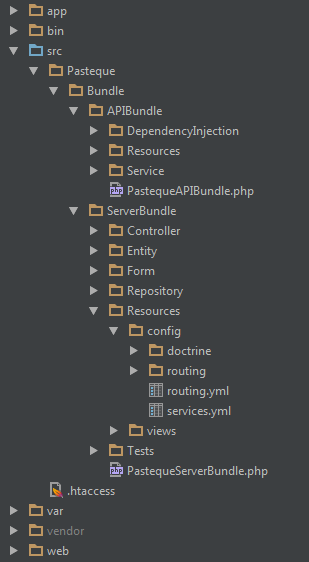 app
bin
src
Pasteque
Bundle
APIBundle
DependencyInjection
Resources
Service
PastequeAPIBundle.php
ServerBundle
Controller
Entity
Form
Repository
Resources
config
doctrine
routing
routing.yml
services.yml
views
Tests
PastequeServerBundle.php
.htaccess
var
vendor
web